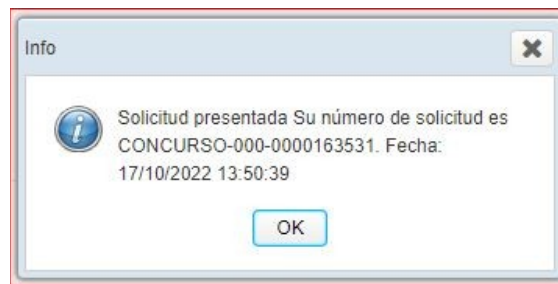 Info
Solicitud presentada Su número de solicitud es
CONCURSO-000-0000163531. Fecha:
17/10/2022 13:50:39
OK